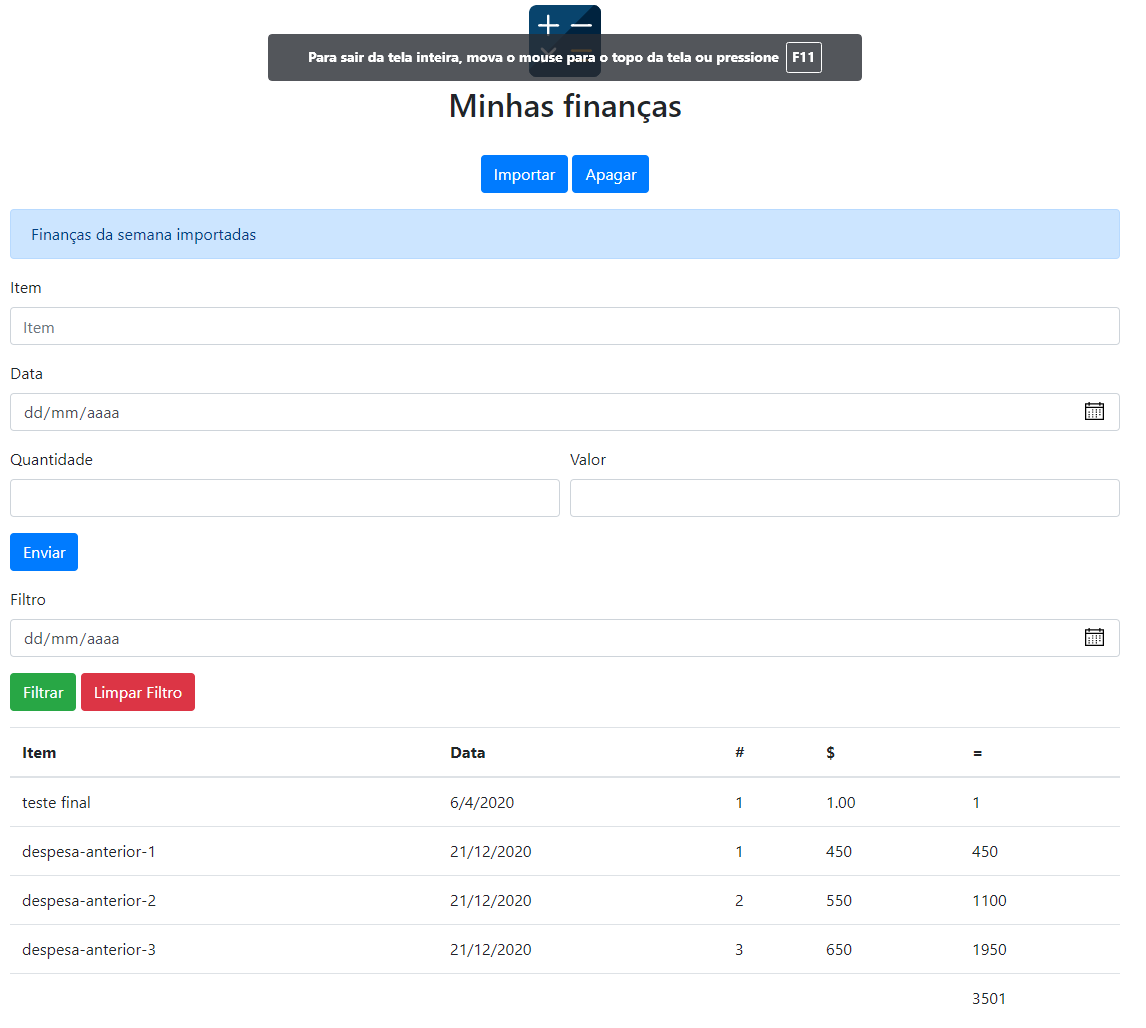 Para sair da tela inteira, mova o mouse para o topo da tela ou pressione F11
Minhas finanças
Importar Apagar
Finanças da semana importadas
Item
Item
Data
dd/mm/aaaa
Quantidade Valor
Enviar
Filtro
dd/mm/aaaa
Filtrar Limpar Filtro
Item Data # $ =
teste final 6/4/2020 1 1.00 1
despesa-anterior-1 21/12/2020 1 450 450
despesa-anterior-2 21/12/2020 2 550 1100
despesa-anterior-3 21/12/2020 3 650 1950
3501